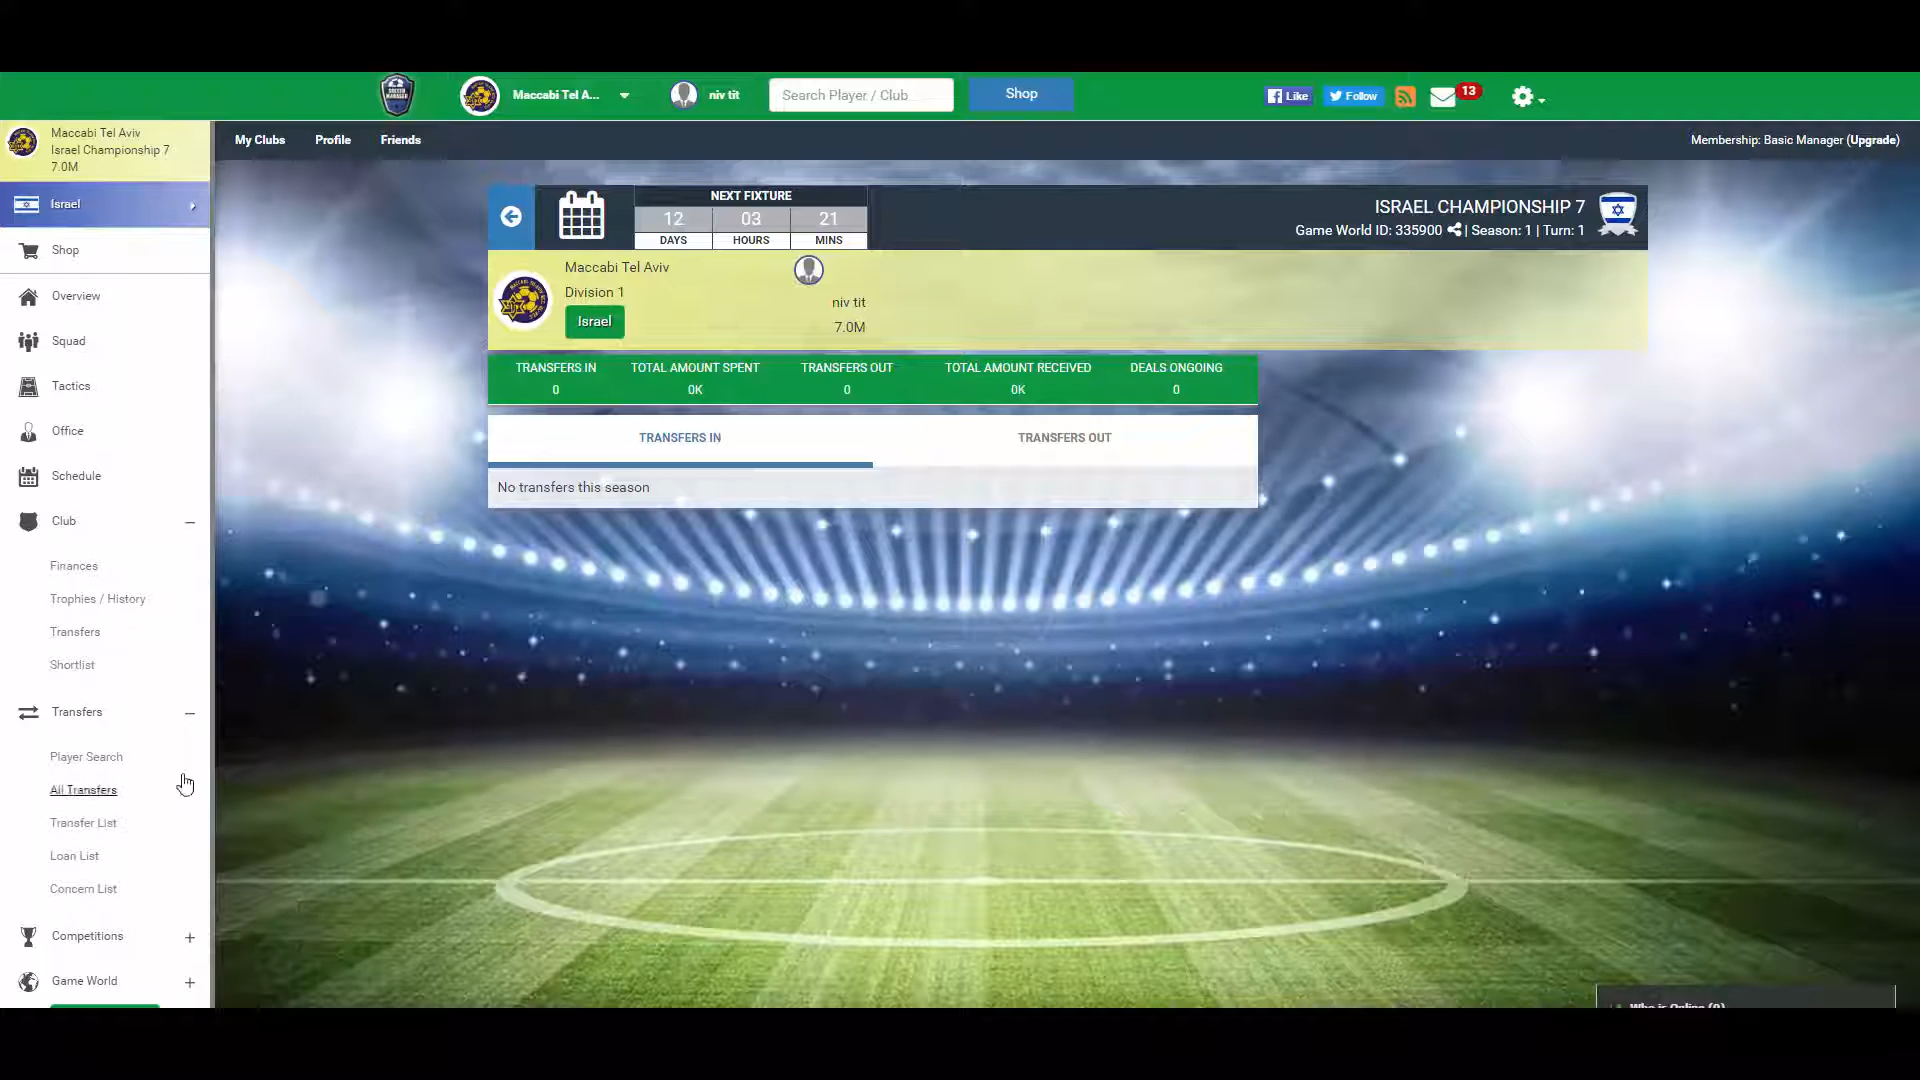 Maccabi Tel A...
niv tit
Search Player / Club
Shop
Like
Follow
13
Maccabi Tel Aviv
Israel Championship 7
7.0M
My Clubs
Profile
Friends
Membership: Basic Manager (Upgrade)
Israel
Shop
Overview
Squad
Tactics
Office
Schedule
Club
Finances
Trophies / History
Transfers
Shortlist
Transfers
Player Search
All Transfers
Transfer List
Loan List
Concern List
Competitions
Game World
NEXT FIXTURE
12 03 21
DAYS HOURS MINS
ISRAEL CHAMPIONSHIP 7
Game World ID: 335900 | Season: 1 | Turn: 1
Maccabi Tel Aviv
Division 1
Israel
niv tit
7.0M
TRANSFERS IN TOTAL AMOUNT SPENT TRANSFERS OUT TOTAL AMOUNT RECEIVED DEALS ONGOING
0 0K 0 0K 0
TRANSFERS IN TRANSFERS OUT
No transfers this season
Who is Online (0)